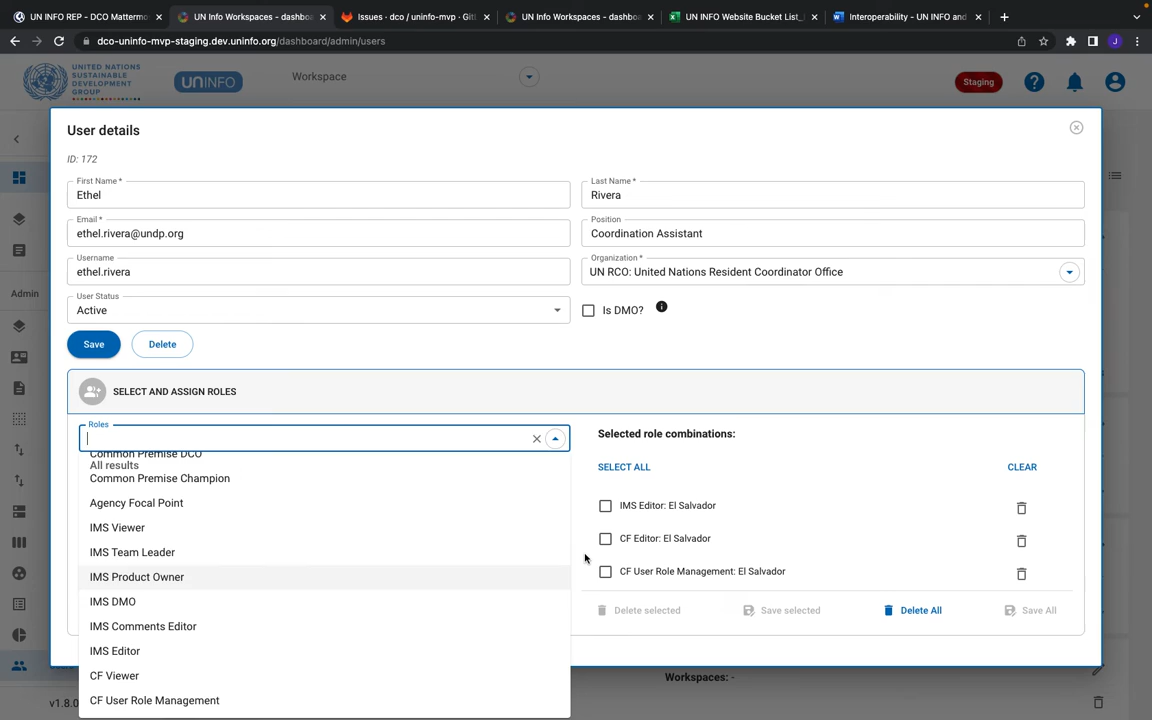 UN INFO REP - DCO Mattermo
UN Info Workspaces - dashbo
Issues · dco / uninfo-mvp · Git
UN Info Workspaces - dashbo
UN INFO Website Bucket List_
Interoperability - UN INFO and
dco-uninfo-mvp-staging.dev.uninfo.org/dashboard/admin/users
J
UNITED NATIONS
SUSTAINABLE
DEVELOPMENT
GROUP
UNINFO
Workspace
Staging
User details
ID: 172
First Name *
Ethel
Last Name *
Rivera
Email *
ethel.rivera@undp.org
Position
Coordination Assistant
Username
ethel.rivera
Organization *
UN RCO: United Nations Resident Coordinator Office
User Status
Active
Is DMO?
Save
Delete
Admin
SELECT AND ASSIGN ROLES
Roles
Common Premise DCO
All results
Common Premise Champion
Agency Focal Point
IMS Viewer
IMS Team Leader
IMS Product Owner
IMS DMO
IMS Comments Editor
IMS Editor
CF Viewer
CF User Role Management
Selected role combinations:
SELECT ALL
CLEAR
IMS Editor: El Salvador
CF Editor: El Salvador
CF User Role Management: El Salvador
Delete selected
Save selected
Delete All
Save All
Workspaces: -
v1.8.0